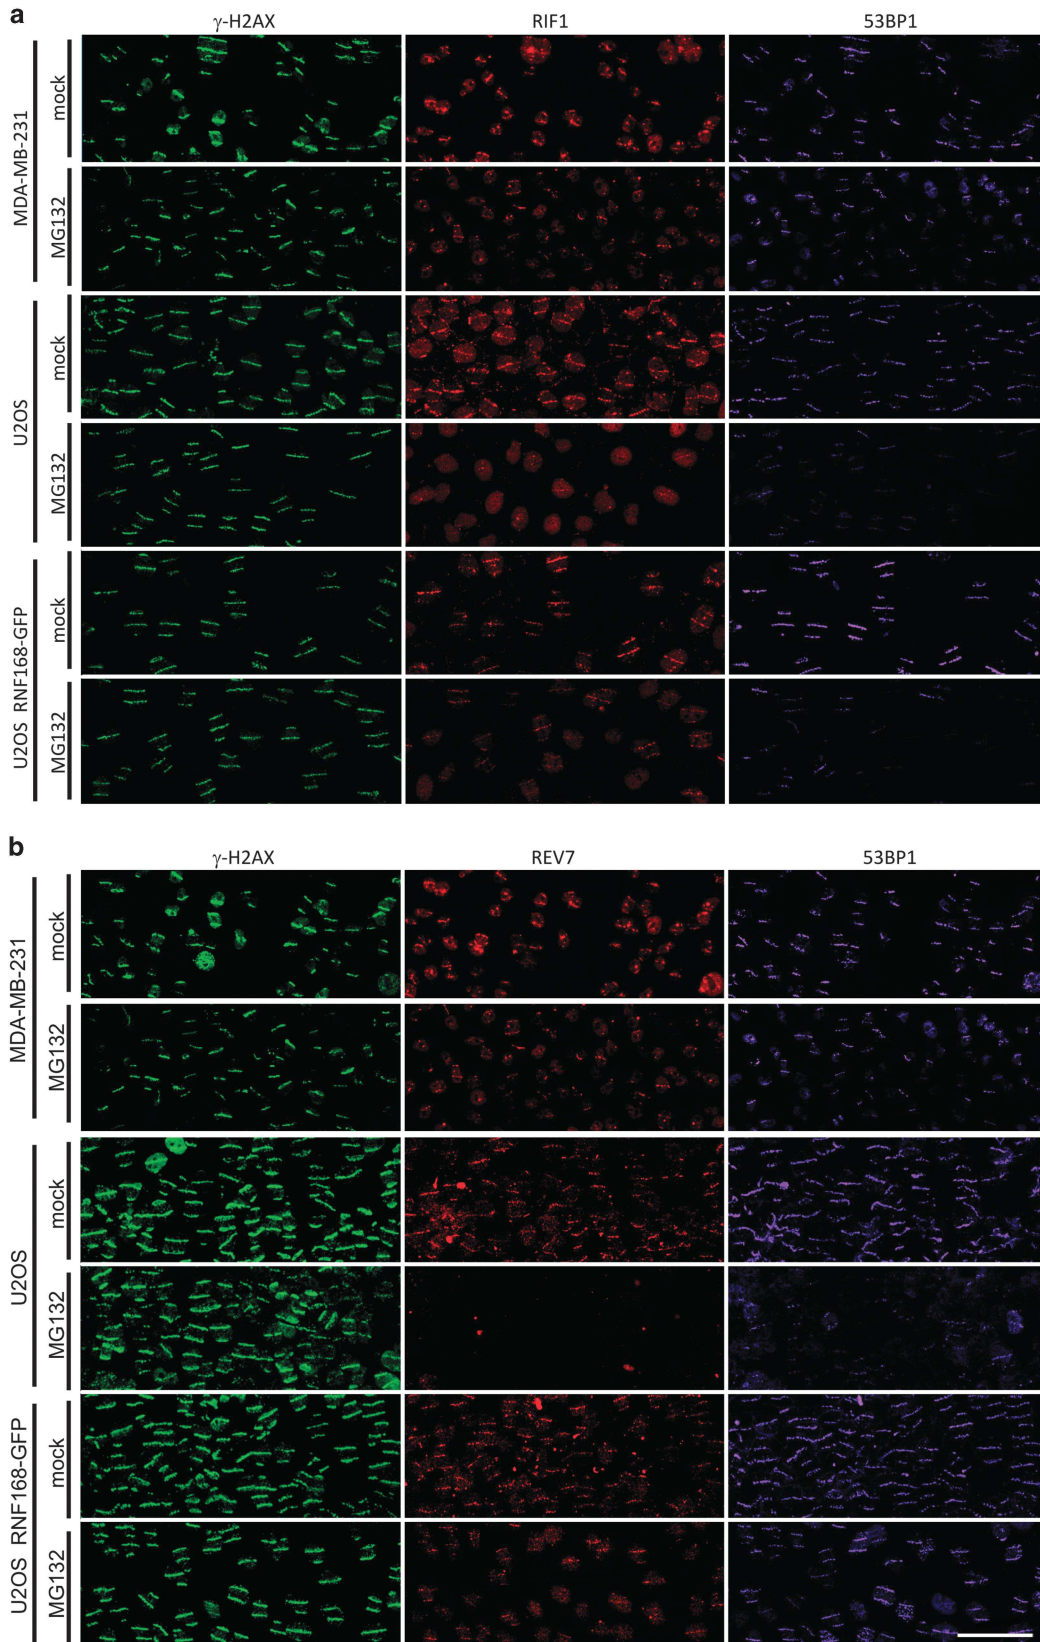 a
γ-H2AX RIF1 53BP1
MDA-MB-231
mock
MG132
U2OS
mock
MG132
U2OS RNF168-GFP
mock
MG132
b
γ-H2AX REV7 53BP1
MDA-MB-231
mock
MG132
U2OS
mock
MG132
U2OS RNF168-GFP
mock
MG132